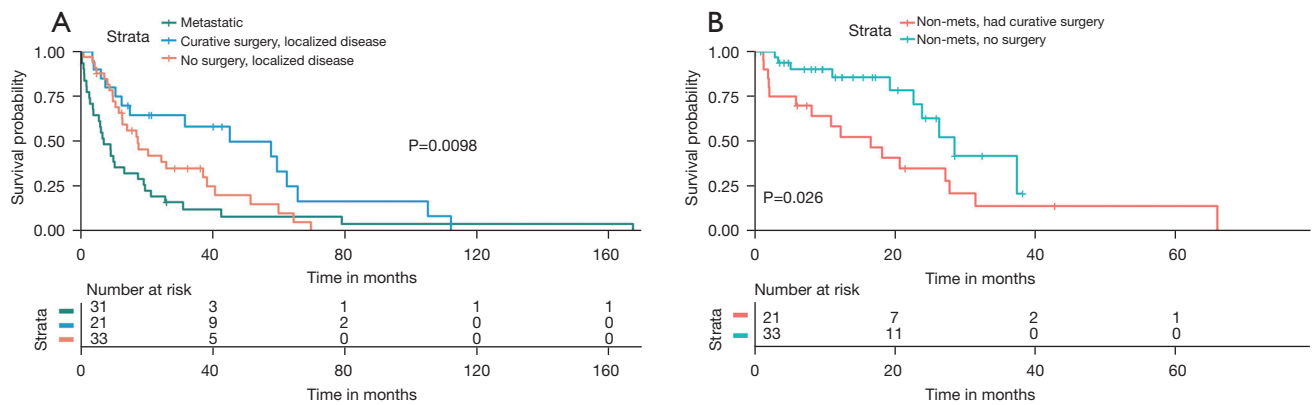 A
Strata
Metastatic
Curative surgery, localized disease
No surgery, localized disease
Survival probability
1.00
0.75
0.50
0.25
0.00
P=0.0098
0 40 80 120 160
Time in months
Number at risk
Strata
31 3 1 1 1
21 9 2 0 0
33 5 0 0 0
0 40 80 120 160
Time in months
B
Strata
Non-mets, had curative surgery
Non-mets, no surgery
Survival probability
1.00
0.75
0.50
0.25
0.00
P=0.026
0 20 40 60
Time in months
Number at risk
Strata
21 7 2 1
33 11 0 0
0 20 40 60
Time in months